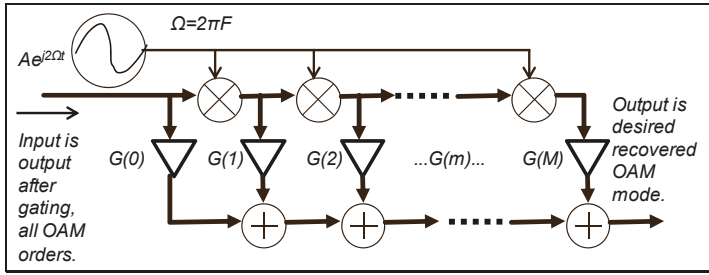 Ω=2πF
Ae^{j2Ωt}
Input is
output
after
gating,
all OAM
orders.
G(0)
G(1)
G(2)
...G(m)...
G(M)
Output is
desired
recovered
OAM
mode.